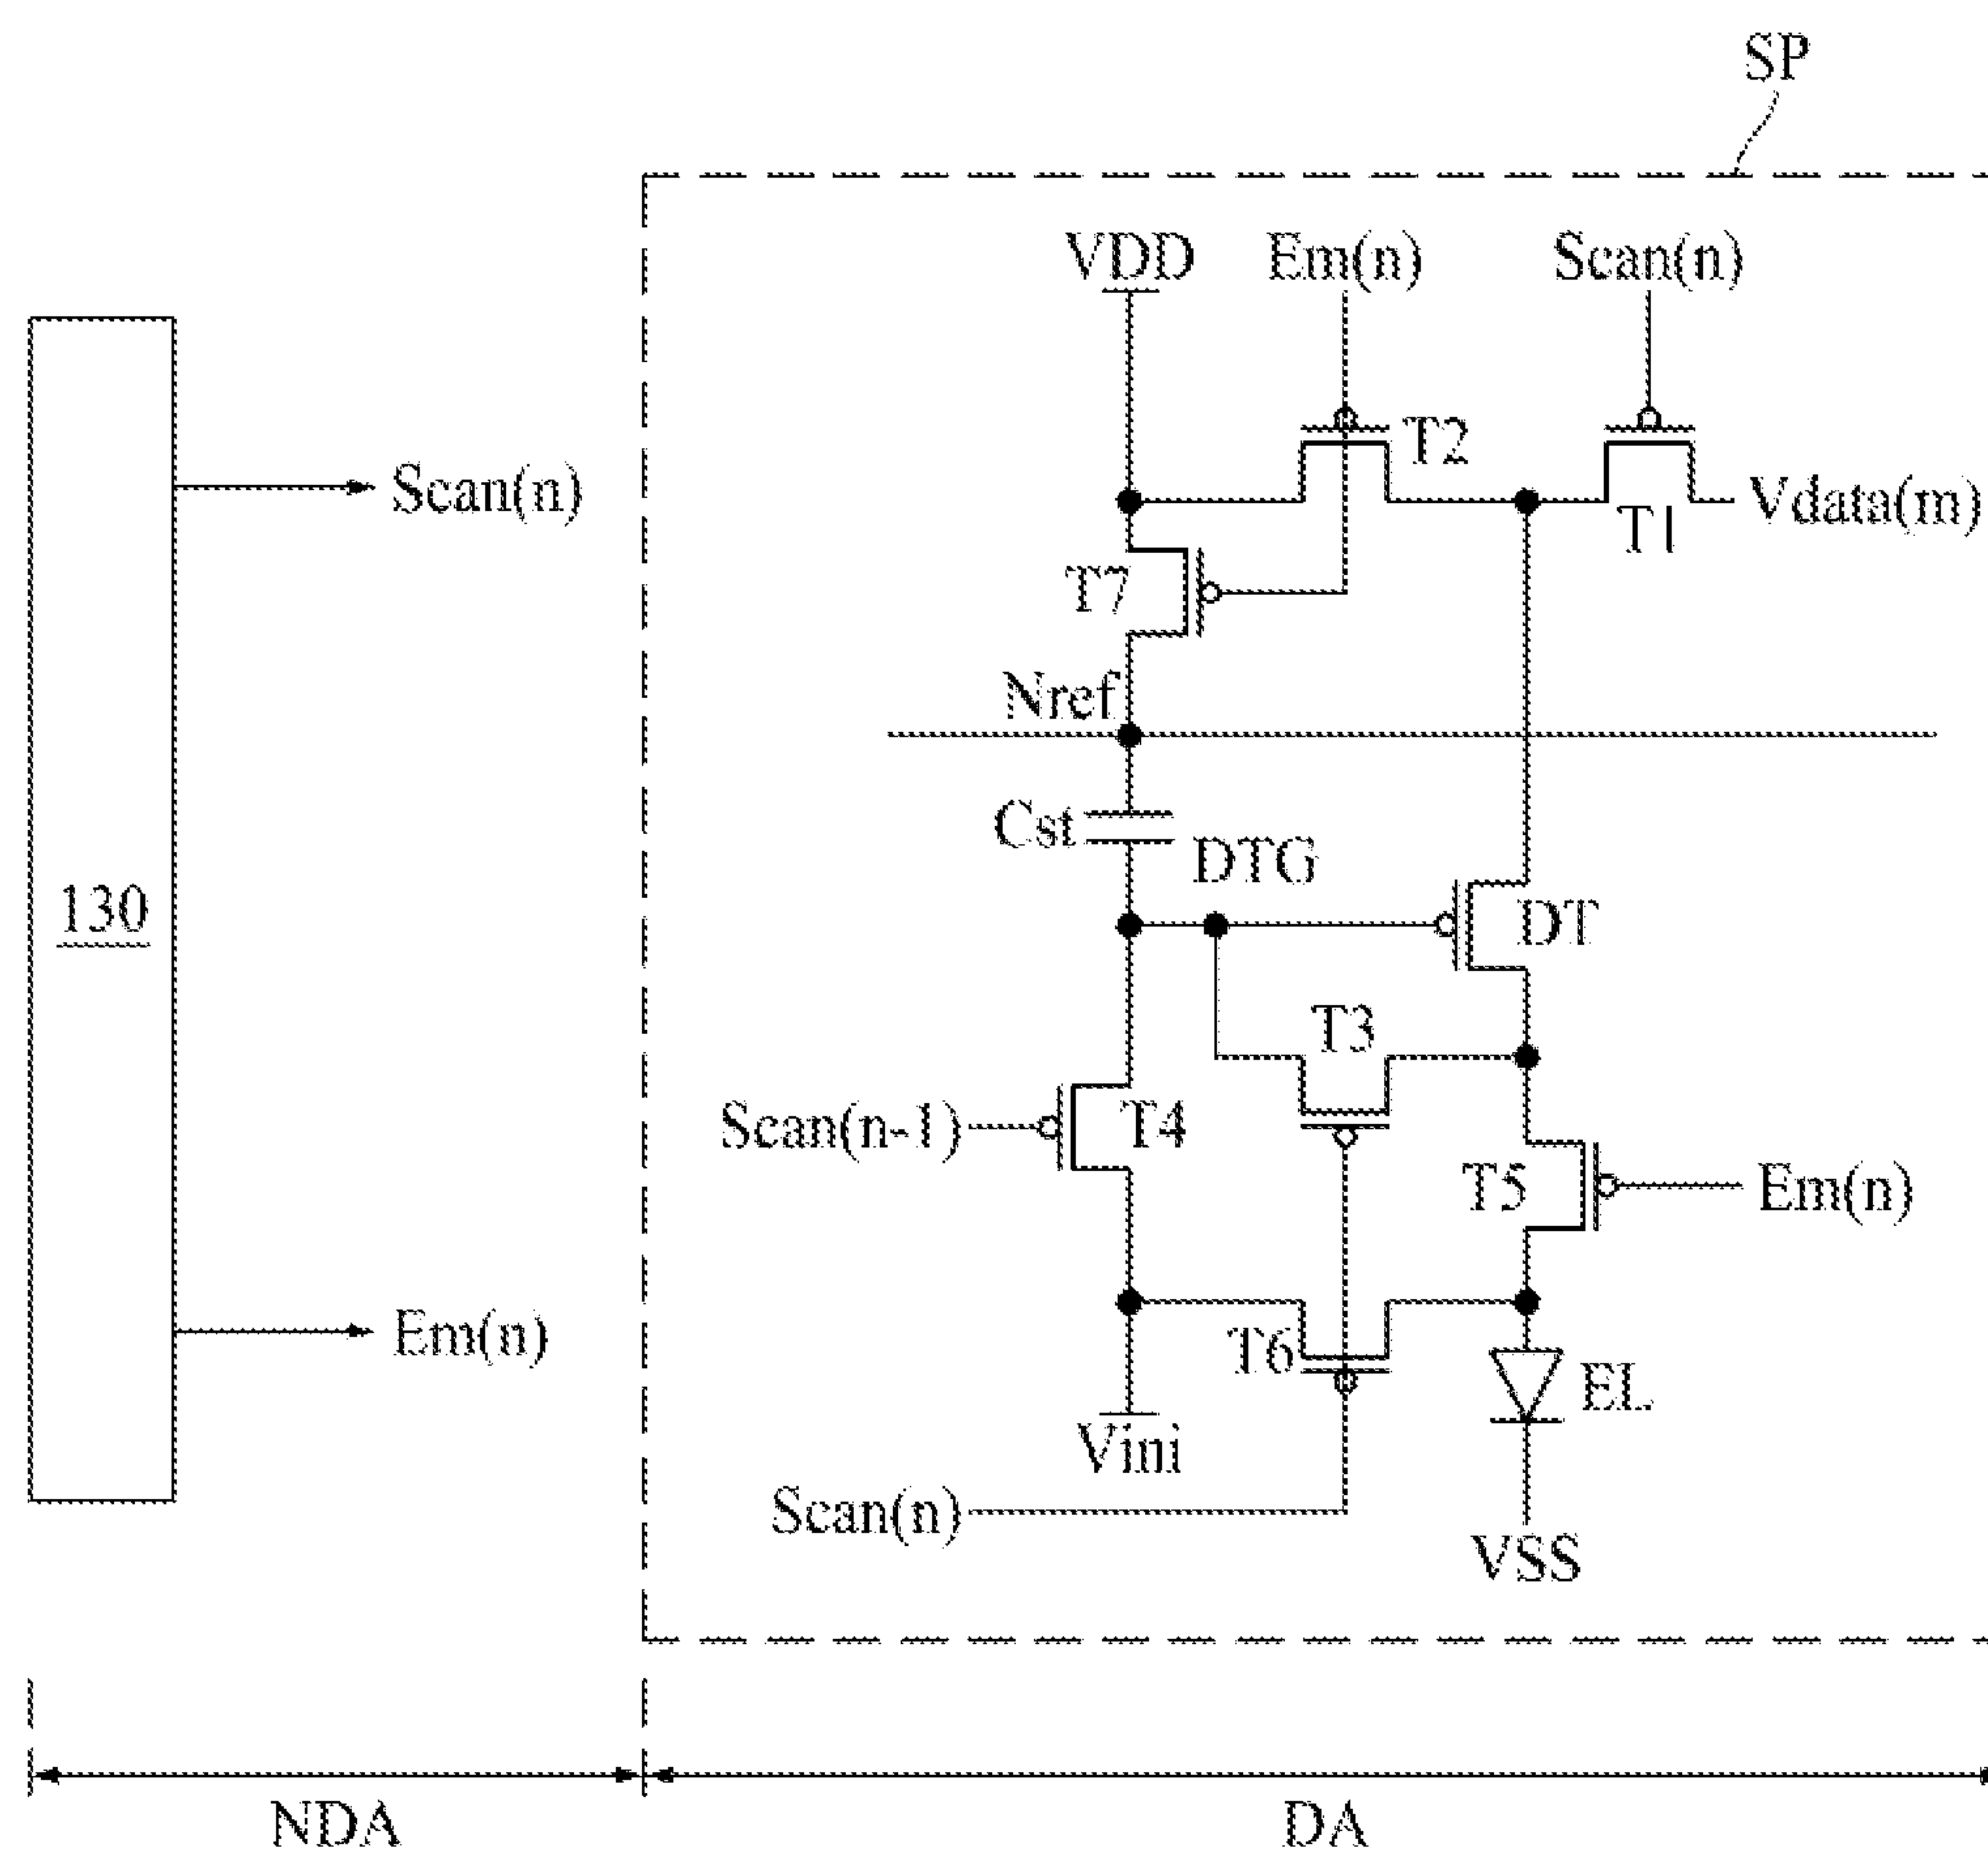 SP
VDD
Em(n)
Scan(n)
T2
Scan(n)
T1
Vdata(m)
T7
Nref
Cst
DTG
130
DT
T3
Scan(n-1)
T4
T5
Em(n)
Em(n)
T6
EL
Vini
Scan(n)
VSS
NDA
DA